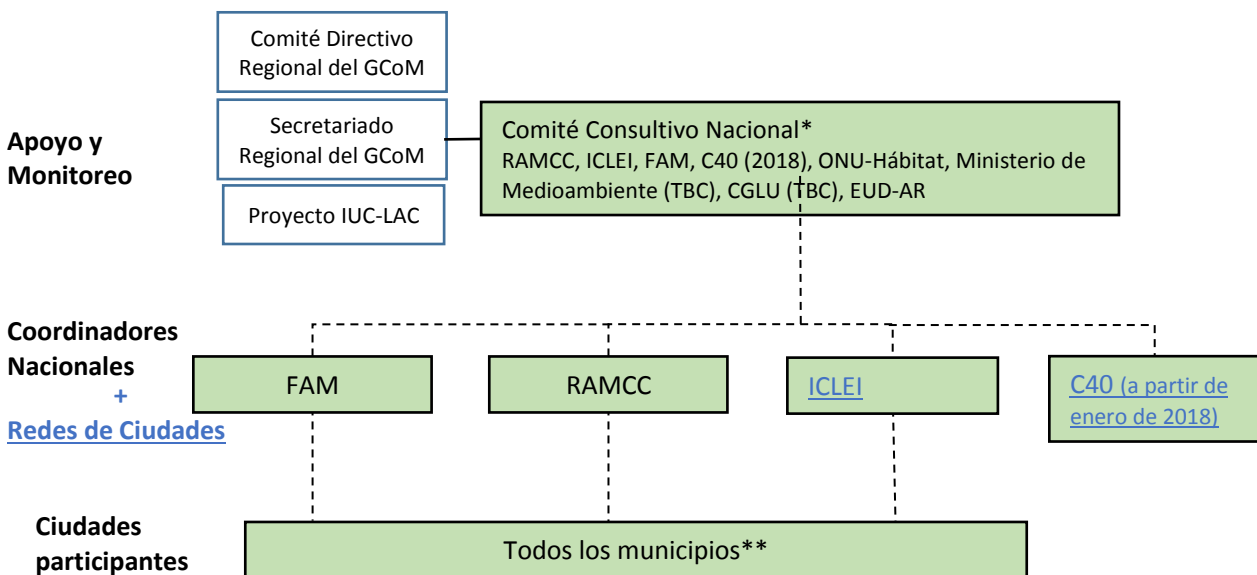 Comité Directivo
Regional del GCoM
Apoyo y
Monitoreo
Secretariado
Regional del GCoM
Proyecto IUC-LAC
Comité Consultivo Nacional*
RAMCC, ICLEI, FAM, C40 (2018), ONU-Hábitat, Ministerio de
Medioambiente (TBC), CGLU (TBC), EUD-AR
Coordinadores
Nacionales
+
Redes de Ciudades
FAM
RAMCC
ICLEI
C40 (a partir de
enero de 2018)
Ciudades
participantes
Todos los municipios**